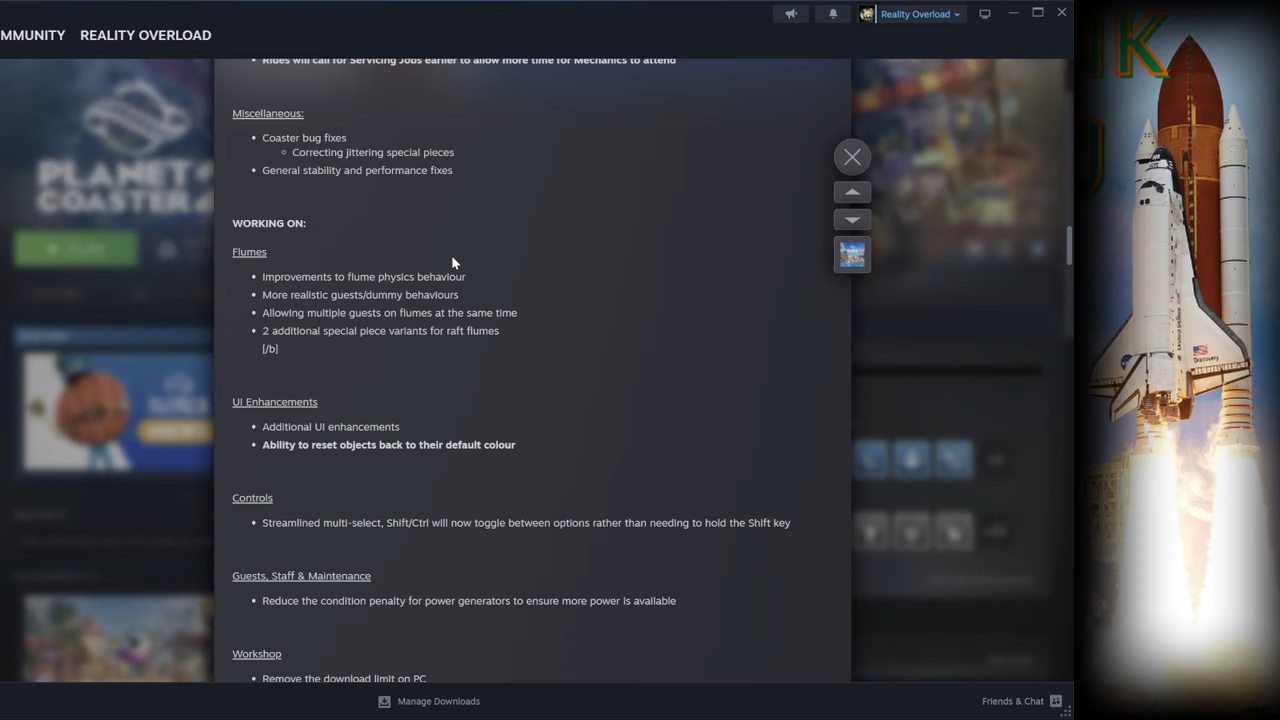 Reality Overload
MMUNITY REALITY OVERLOAD
Rides will call for Servicing Jobs earlier to allow more time for Mechanics to attend
Miscellaneous:
Coaster bug fixes
Correcting jittering special pieces
General stability and performance fixes
PLANET
COASTER 2
WORKING ON:
Flumes
Improvements to flume physics behaviour
More realistic guests/dummy behaviours
Allowing multiple guests on flumes at the same time
2 additional special piece variants for raft flumes
[/b]
UI Enhancements
Additional UI enhancements
Ability to reset objects back to their default colour
Controls
Streamlined multi-select, Shift/Ctrl will now toggle between options rather than needing to hold the Shift key
Guests, Staff & Maintenance
Reduce the condition penalty for power generators to ensure more power is available
Workshop
Remove the download limit on PC
Manage Downloads
Friends & Chat
K
Discovery
United States